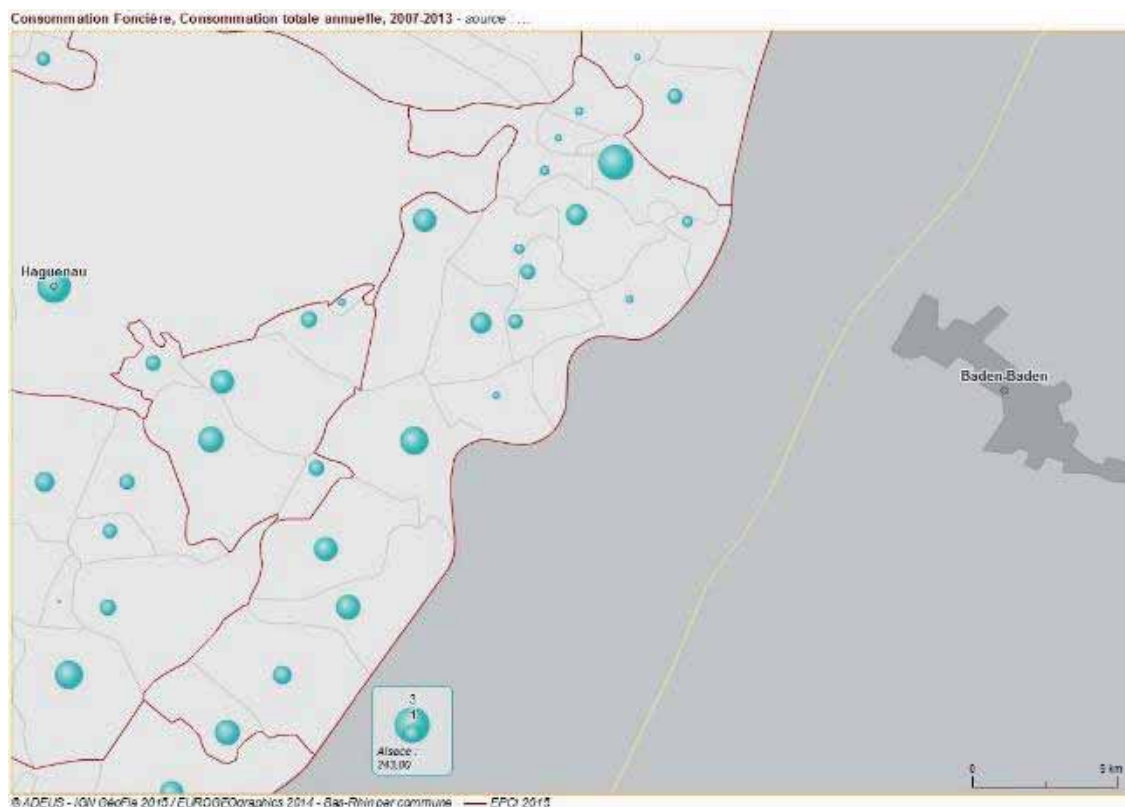 Consommation Foncière, Consommation totale annuelle, 2007-2013 - source : ...
Haguenau
Baden-Baden
3
1
Alsace :
243,00
0 5 km
© ADEUS - IGN GéoFla 2015 / EUROGEOgraphics 2014 - Bas-Rhin par commune — EPCI 2015